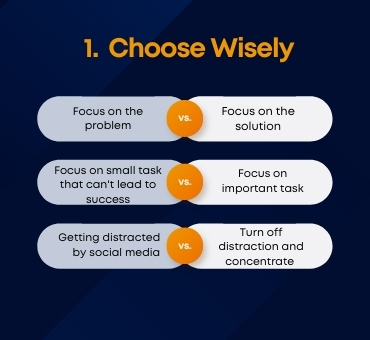 1. Choose Wisely
Focus on the
problem
vs.
Focus on the
solution
Focus on small task
that can't lead to
success
vs.
Focus on
important task
Getting distracted
by social media
vs.
Turn off
distraction and
concentrate